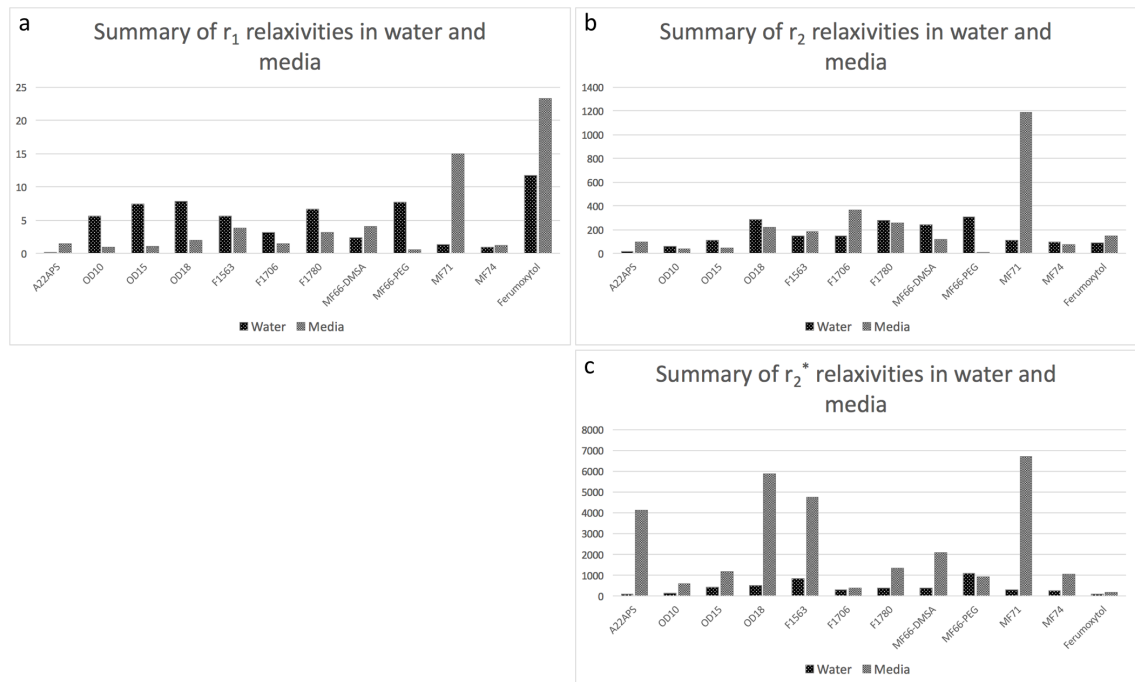 a
Summary of r₁ relaxivities in water and
media
25
20
15
10
5
0
A22APS
OD10
OD15
OD18
F1563
F1706
F1780
MF66-DMSA
MF66-PEG
MF71
MF74
Ferumoxytol
Water Media
b
Summary of r₂ relaxivities in water and
media
1400
1200
1000
800
600
400
200
0
A22APS
OD10
OD15
OD18
F1563
F1706
F1780
MF66-DMSA
MF66-PEG
MF71
MF74
Ferumoxytol
Water Media
c
Summary of r₂* relaxivities in water and
media
8000
7000
6000
5000
4000
3000
2000
1000
0
A22APS
OD10
OD15
OD18
F1563
F1706
F1780
MF66-DMSA
MF66-PEG
MF71
MF74
Ferumoxytol
Water Media